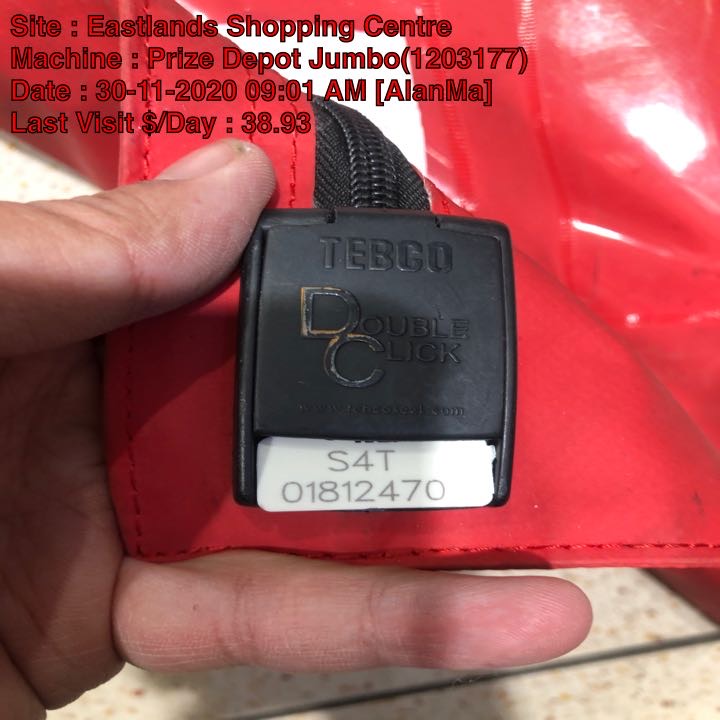 Site : Eastlands Shopping Centre
Machine : Prize Depot Jumbo(1203177)
Date : 30-11-2020 09:01 AM [AlanMa]
Last Visit $/Day : 38.93
TEBCO
DOUBLE
CLICK
S4T
01812470